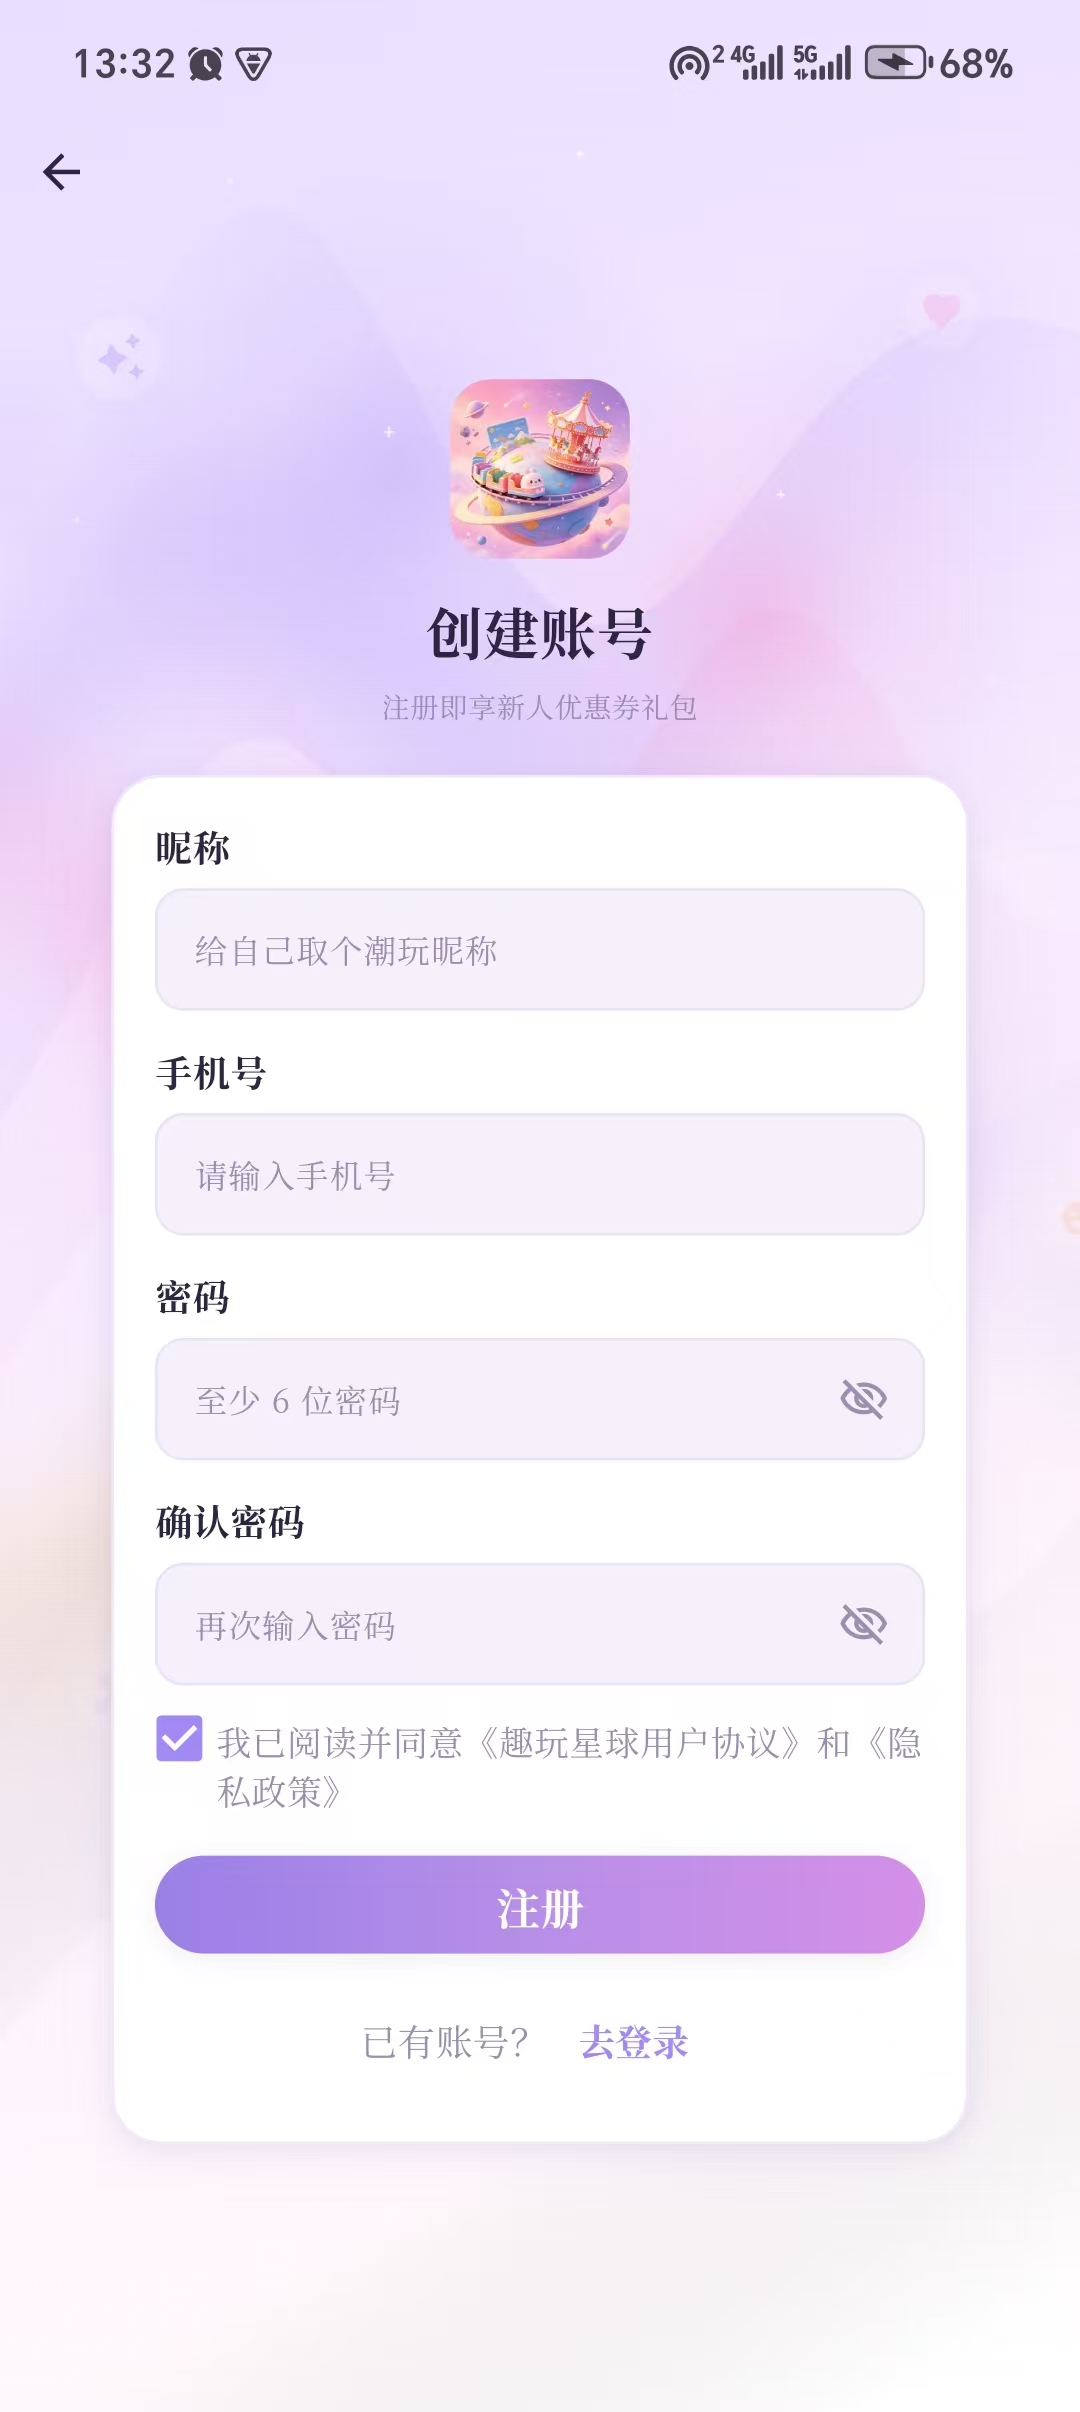 13:32
2 4G 5G 68%
创建账号
注册即享新人优惠券礼包
昵称
给自己取个潮玩昵称
手机号
请输入手机号
密码
至少 6 位密码
确认密码
再次输入密码
我已阅读并同意《趣玩星球用户协议》和《隐
私政策》
注册
已有账号？ 去登录